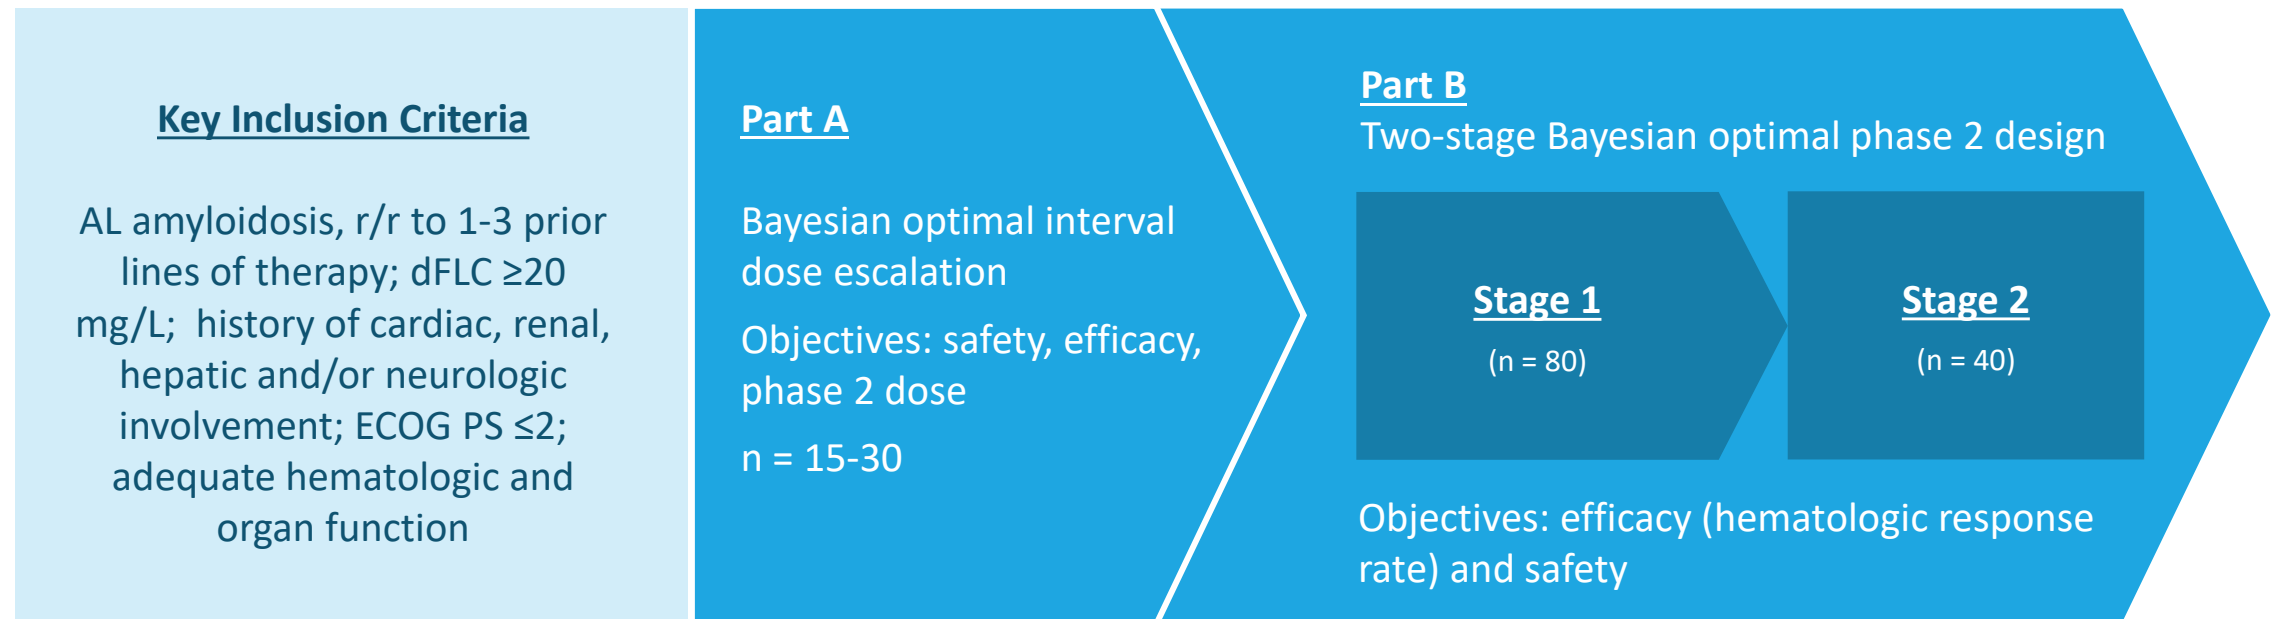 Key Inclusion Criteria
AL amyloidosis, r/r to 1-3 prior
lines of therapy; dFLC ≥20
mg/L;  history of cardiac, renal,
hepatic and/or neurologic
involvement; ECOG PS ≤2;
adequate hematologic and
organ function
Part A
Bayesian optimal interval
dose escalation
Objectives: safety, efficacy,
phase 2 dose
n = 15-30
Part B
Two-stage Bayesian optimal phase 2 design
Stage 1
(n = 80)
Stage 2
(n = 40)
Objectives: efficacy (hematologic response
rate) and safety